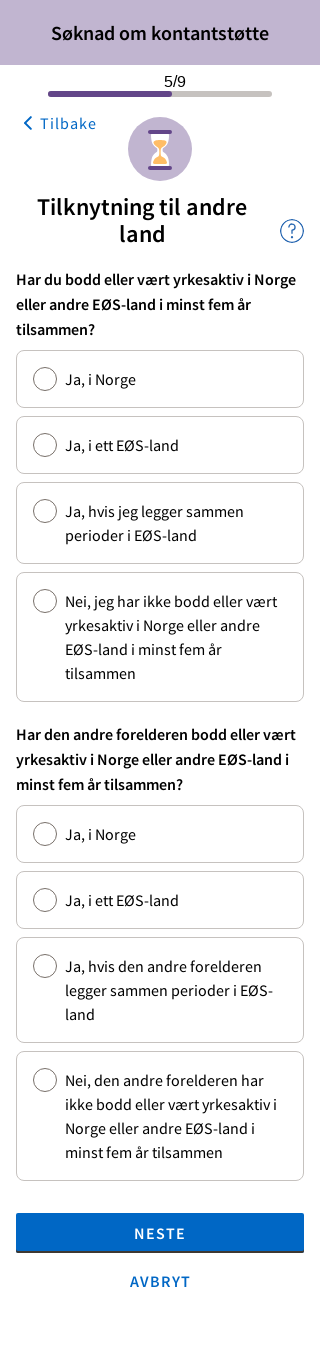 Søknad om kontantstøtte
5/9
Tilbake
Tilknytning til andre
land
?
Har du bodd eller vært yrkesaktiv i Norge
eller andre EØS-land i minst fem år
tilsammen?
Ja, i Norge
Ja, i ett EØS-land
Ja, hvis jeg legger sammen
perioder i EØS-land
Nei, jeg har ikke bodd eller vært
yrkesaktiv i Norge eller andre
EØS-land i minst fem år
tilsammen
Har den andre forelderen bodd eller vært
yrkesaktiv i Norge eller andre EØS-land i
minst fem år tilsammen?
Ja, i Norge
Ja, i ett EØS-land
Ja, hvis den andre forelderen
legger sammen perioder i EØS-
land
Nei, den andre forelderen har
ikke bodd eller vært yrkesaktiv i
Norge eller andre EØS-land i
minst fem år tilsammen
NESTE
AVBRYT